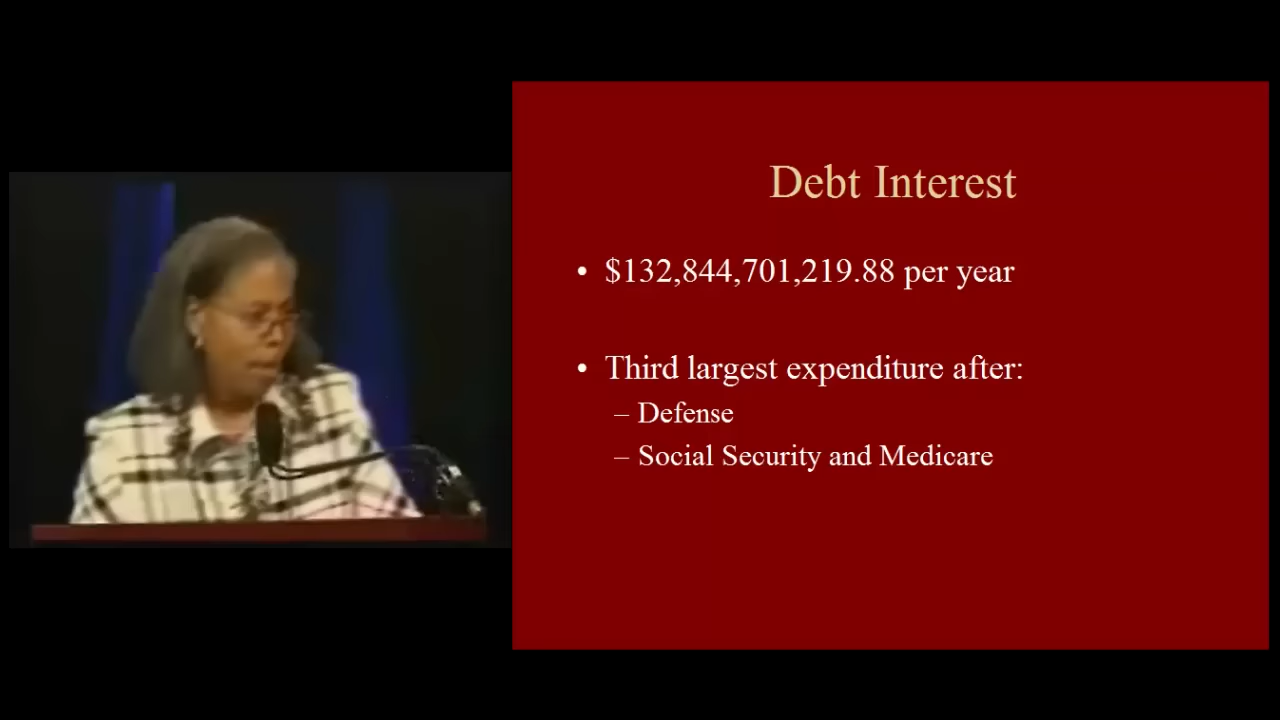 Debt Interest
• $132,844,701,219.88 per year
• Third largest expenditure after:
– Defense
– Social Security and Medicare